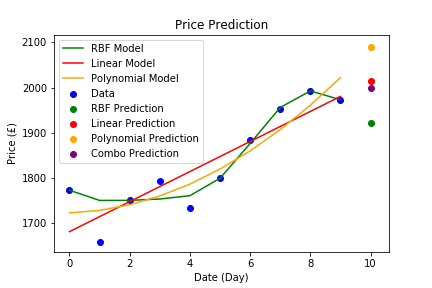 Price Prediction
2100
2000
1900
1800
1700
Price (£)
RBF Model
Linear Model
Polynomial Model
Data
RBF Prediction
Linear Prediction
Polynomial Prediction
Combo Prediction
0 2 4 6 8 10
Date (Day)